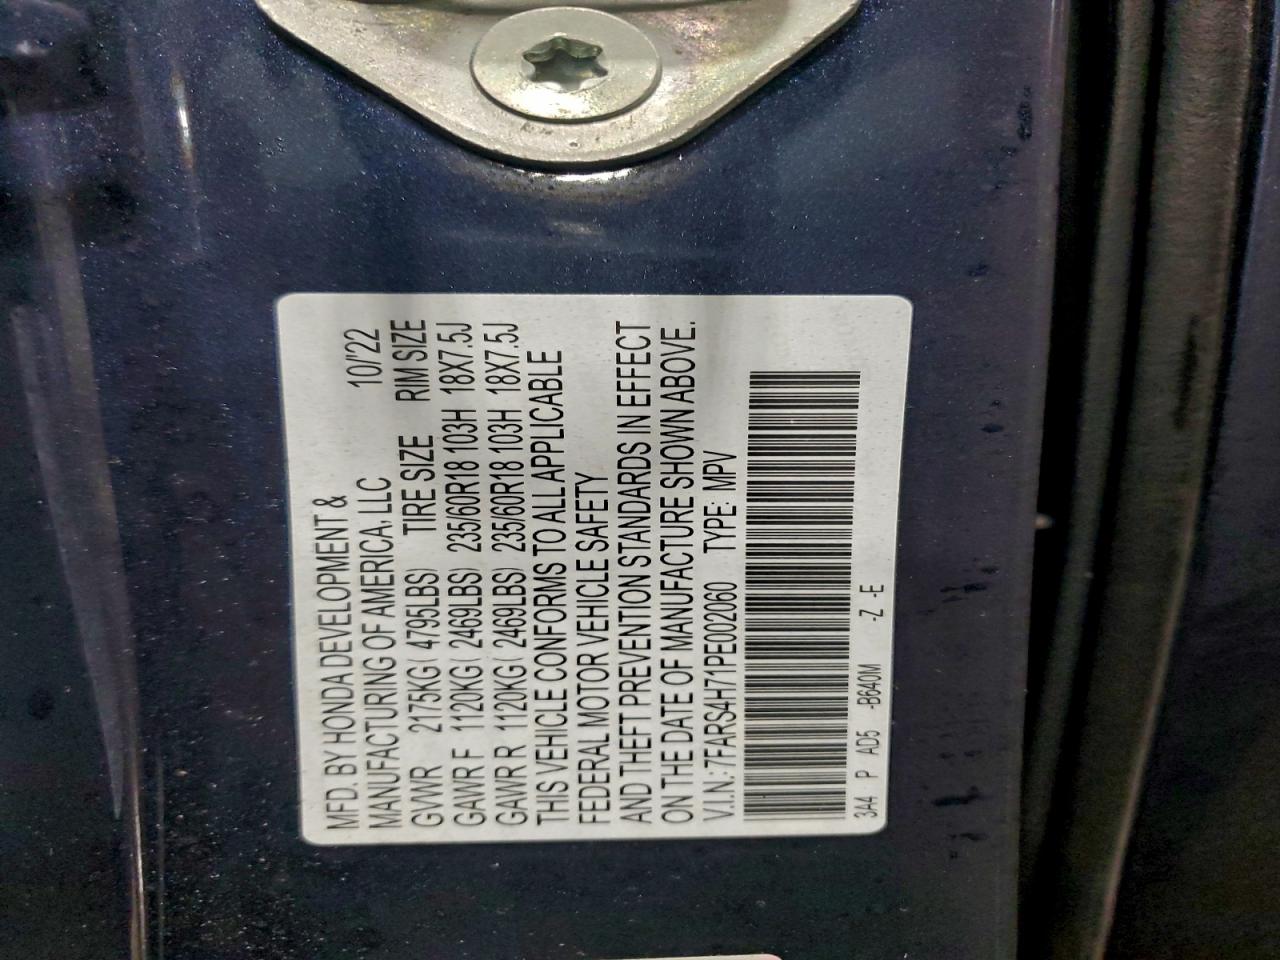 MFD. BY HONDA DEVELOPMENT &
MANUFACTURING OF AMERICA, LLC 10/'22
GVWR 2175KG( 4795LBS) TIRE SIZE RIM SIZE
GAWR F 1120KG( 2469LBS) 235/60R18 103H 18X7.5J
GAWR R 1120KG( 2469LBS) 235/60R18 103H 18X7.5J
THIS VEHICLE CONFORMS TO ALL APPLICABLE
FEDERAL MOTOR VEHICLE SAFETY
AND THEFT PREVENTION STANDARDS IN EFFECT
ON THE DATE OF MANUFACTURE SHOWN ABOVE.
V.I.N.: 7FARS4H71PE002060 TYPE: MPV
3A4 P AD5 -B640M -Z -E